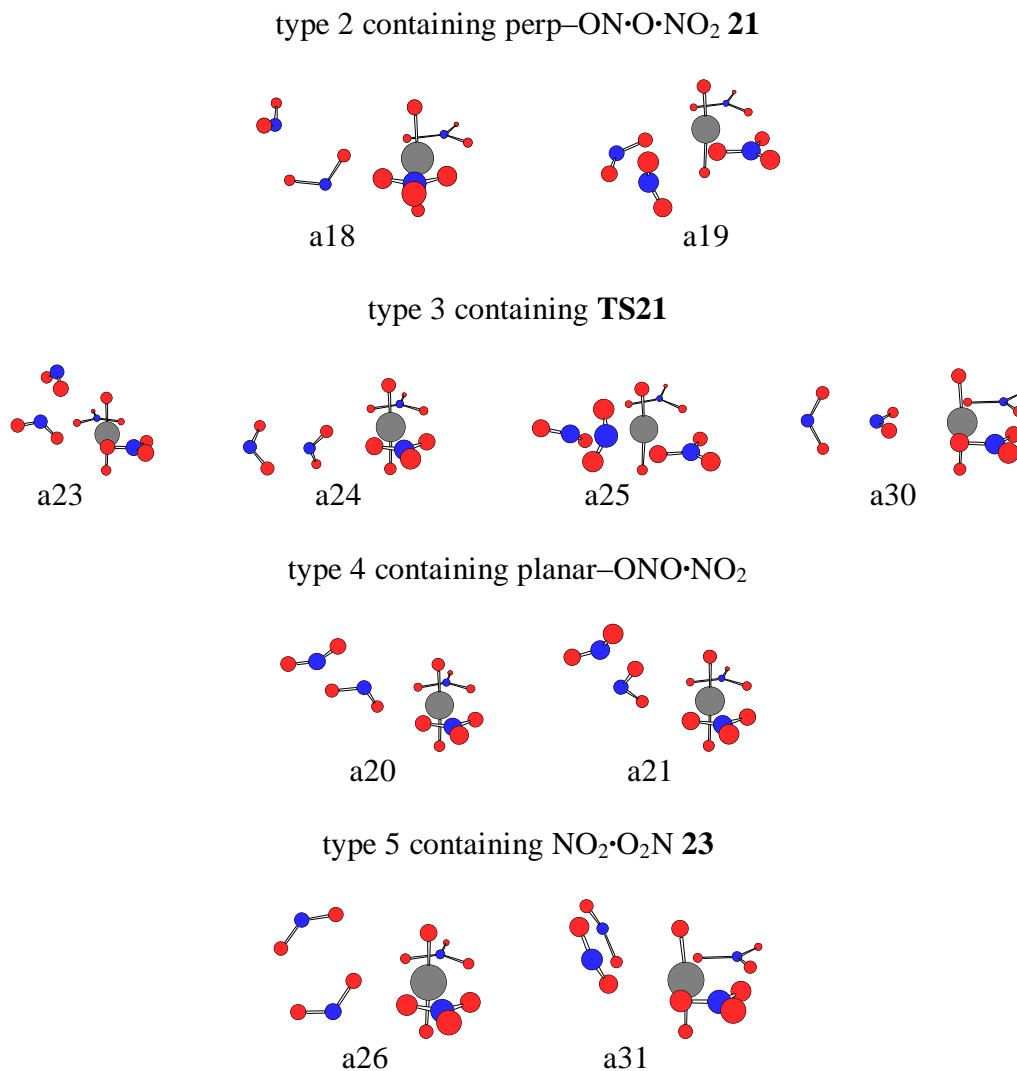 type 2 containing perp–ON•O•NO₂ 21
a18 a19
type 3 containing TS21
a23 a24 a25 a30
type 4 containing planar–ONO•NO₂
a20 a21
type 5 containing NO₂•O₂N 23
a26 a31